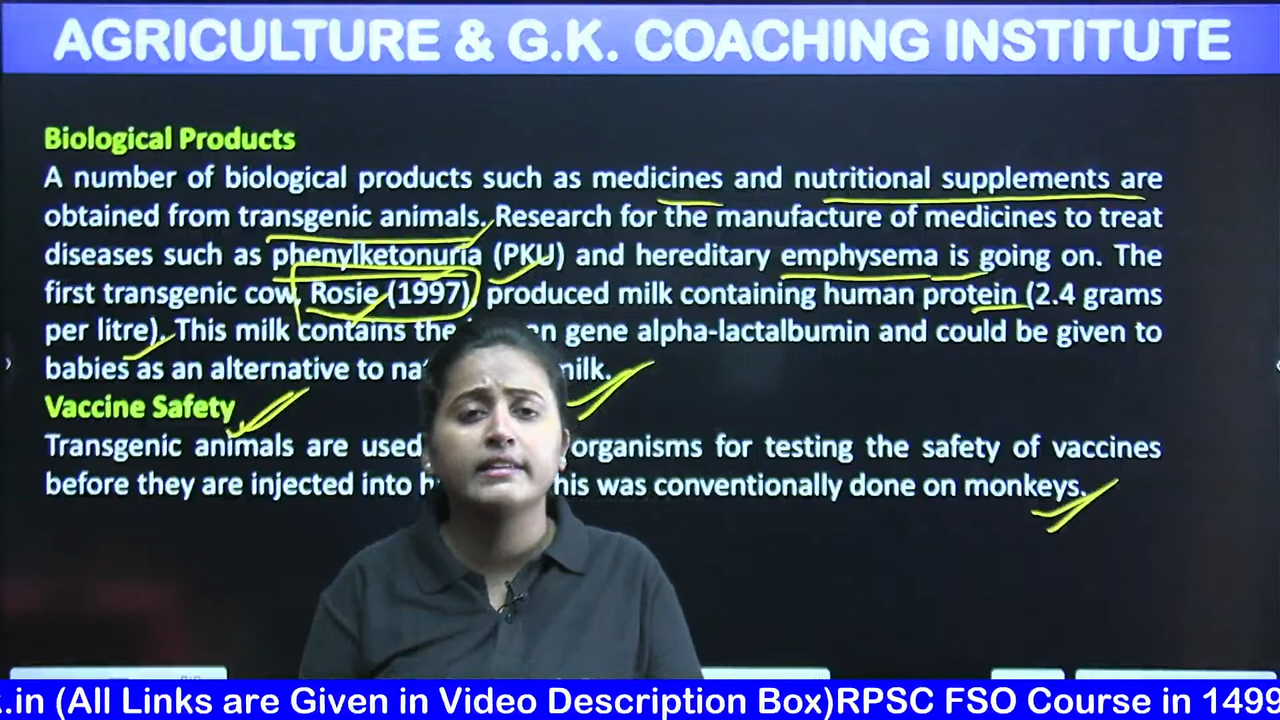 AGRICULTURE & G.K. COACHING INSTITUTE
Biological Products
A number of biological products such as medicines and nutritional supplements are
obtained from transgenic animals. Research for the manufacture of medicines to treat
diseases such as phenylketonuria (PKU) and hereditary emphysema is going on. The
first transgenic cow, Rosie (1997) produced milk containing human protein (2.4 grams
per litre). This milk contains the gene alpha-lactalbumin and could be given to
babies as an alternative to milk.
Vaccine Safety
Transgenic animals are used organisms for testing the safety of vaccines
before they are injected into his was conventionally done on monkeys.
.in (All Links are Given in Video Description Box)RPSC FSO Course in 1499